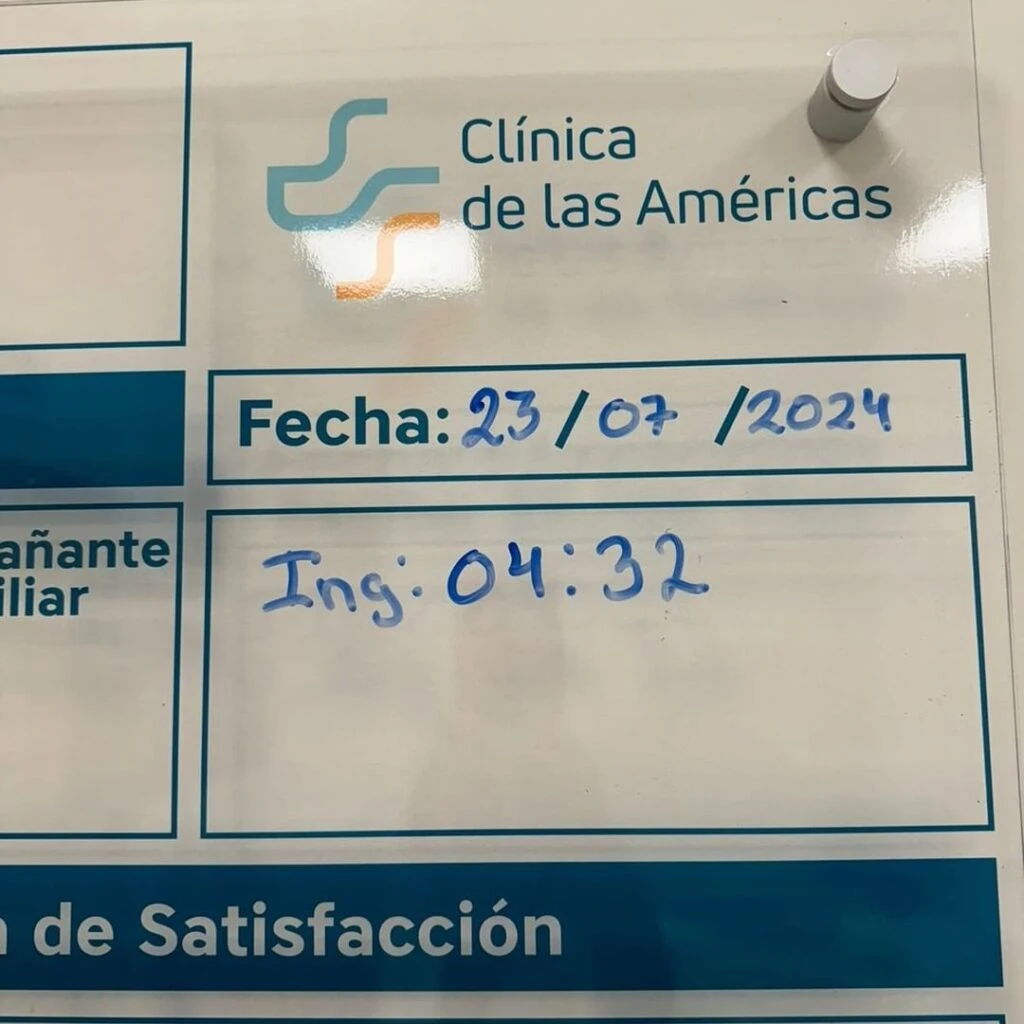 Clínica
de las Américas
Fecha: 23/07/2024
añante
iliar
Ing: 04:32
de Satisfacción